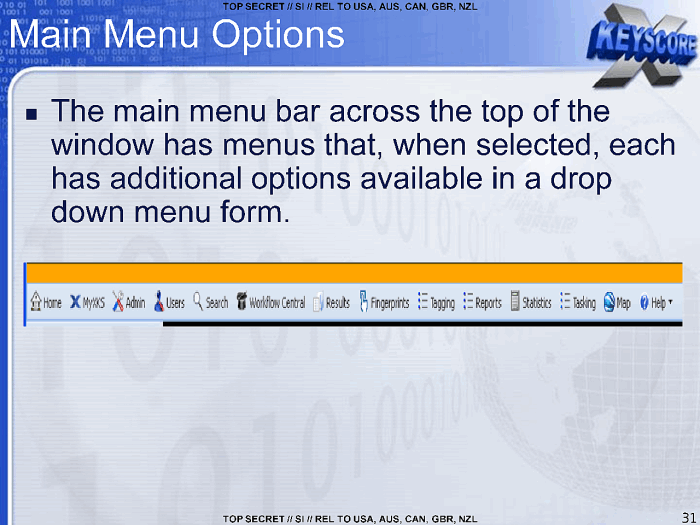 TOP SECRET // SI // REL TO USA, AUS, CAN, GBR, NZL
Main Menu Options
KEYSCORE
■ The main menu bar across the top of the
window has menus that, when selected, each
has additional options available in a drop
down menu form.
Home MyXKS Admin Users Search Workflow Central Results Fingerprints Tagging Reports Statistics Tasking Map Help
TOP SECRET // SI // REL TO USA, AUS, CAN, GBR, NZL
31